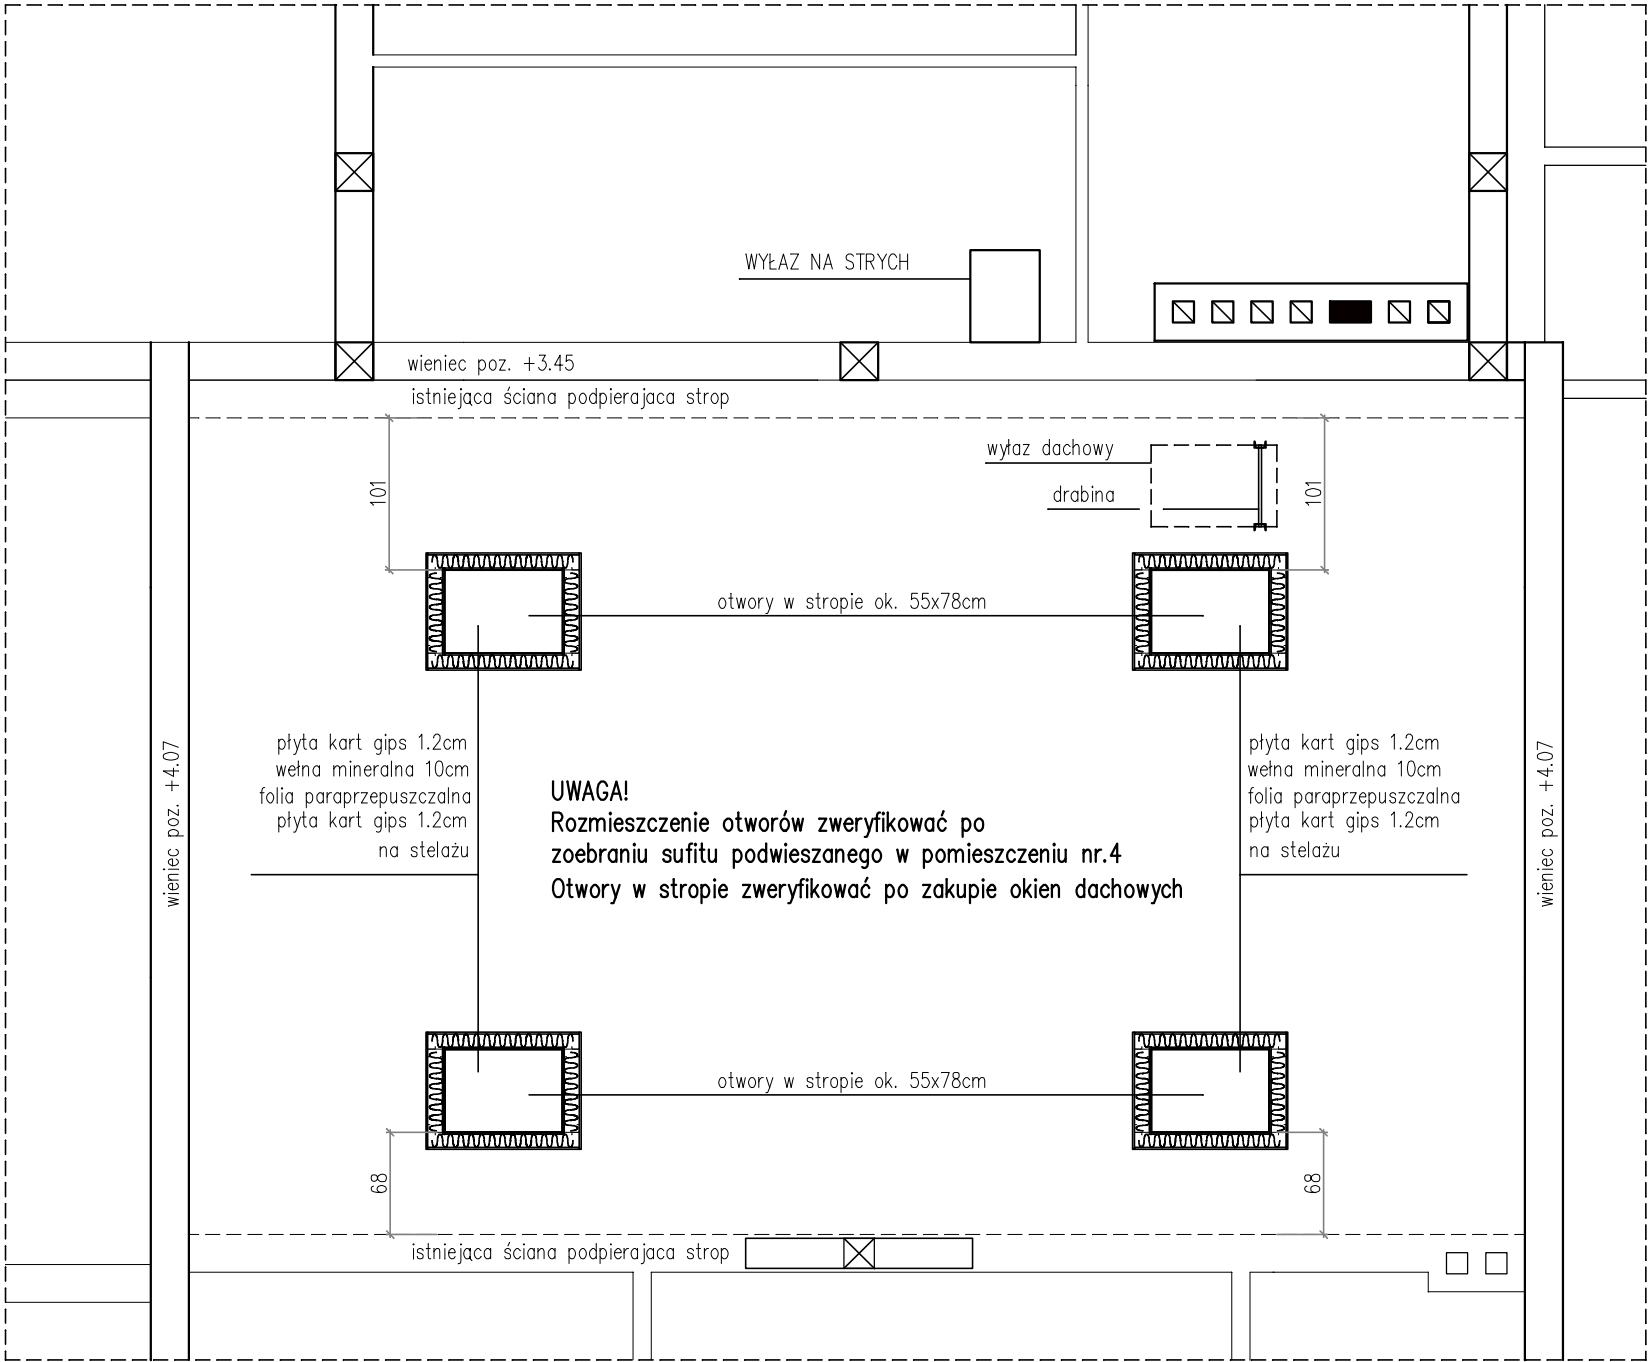 WYŁAZ NA STRYCH
wieniec poz. +3.45
istniejąca ściana podpierajaca strop
wyłaz dachowy
drabina
101
101
otwory w stropie ok. 55x78cm
płyta kart gips 1.2cm
wełna mineralna 10cm
folia paraprzepuszczalna
płyta kart gips 1.2cm
na stelażu
płyta kart gips 1.2cm
wełna mineralna 10cm
folia paraprzepuszczalna
płyta kart gips 1.2cm
na stelażu
wieniec poz. +4.07
wieniec poz. +4.07
UWAGA!
Rozmieszczenie otworów zweryfikować po
zoebraniu sufitu podwieszanego w pomieszczeniu nr.4
Otwory w stropie zweryfikować po zakupie okien dachowych
otwory w stropie ok. 55x78cm
68
68
istniejąca ściana podpierajaca strop